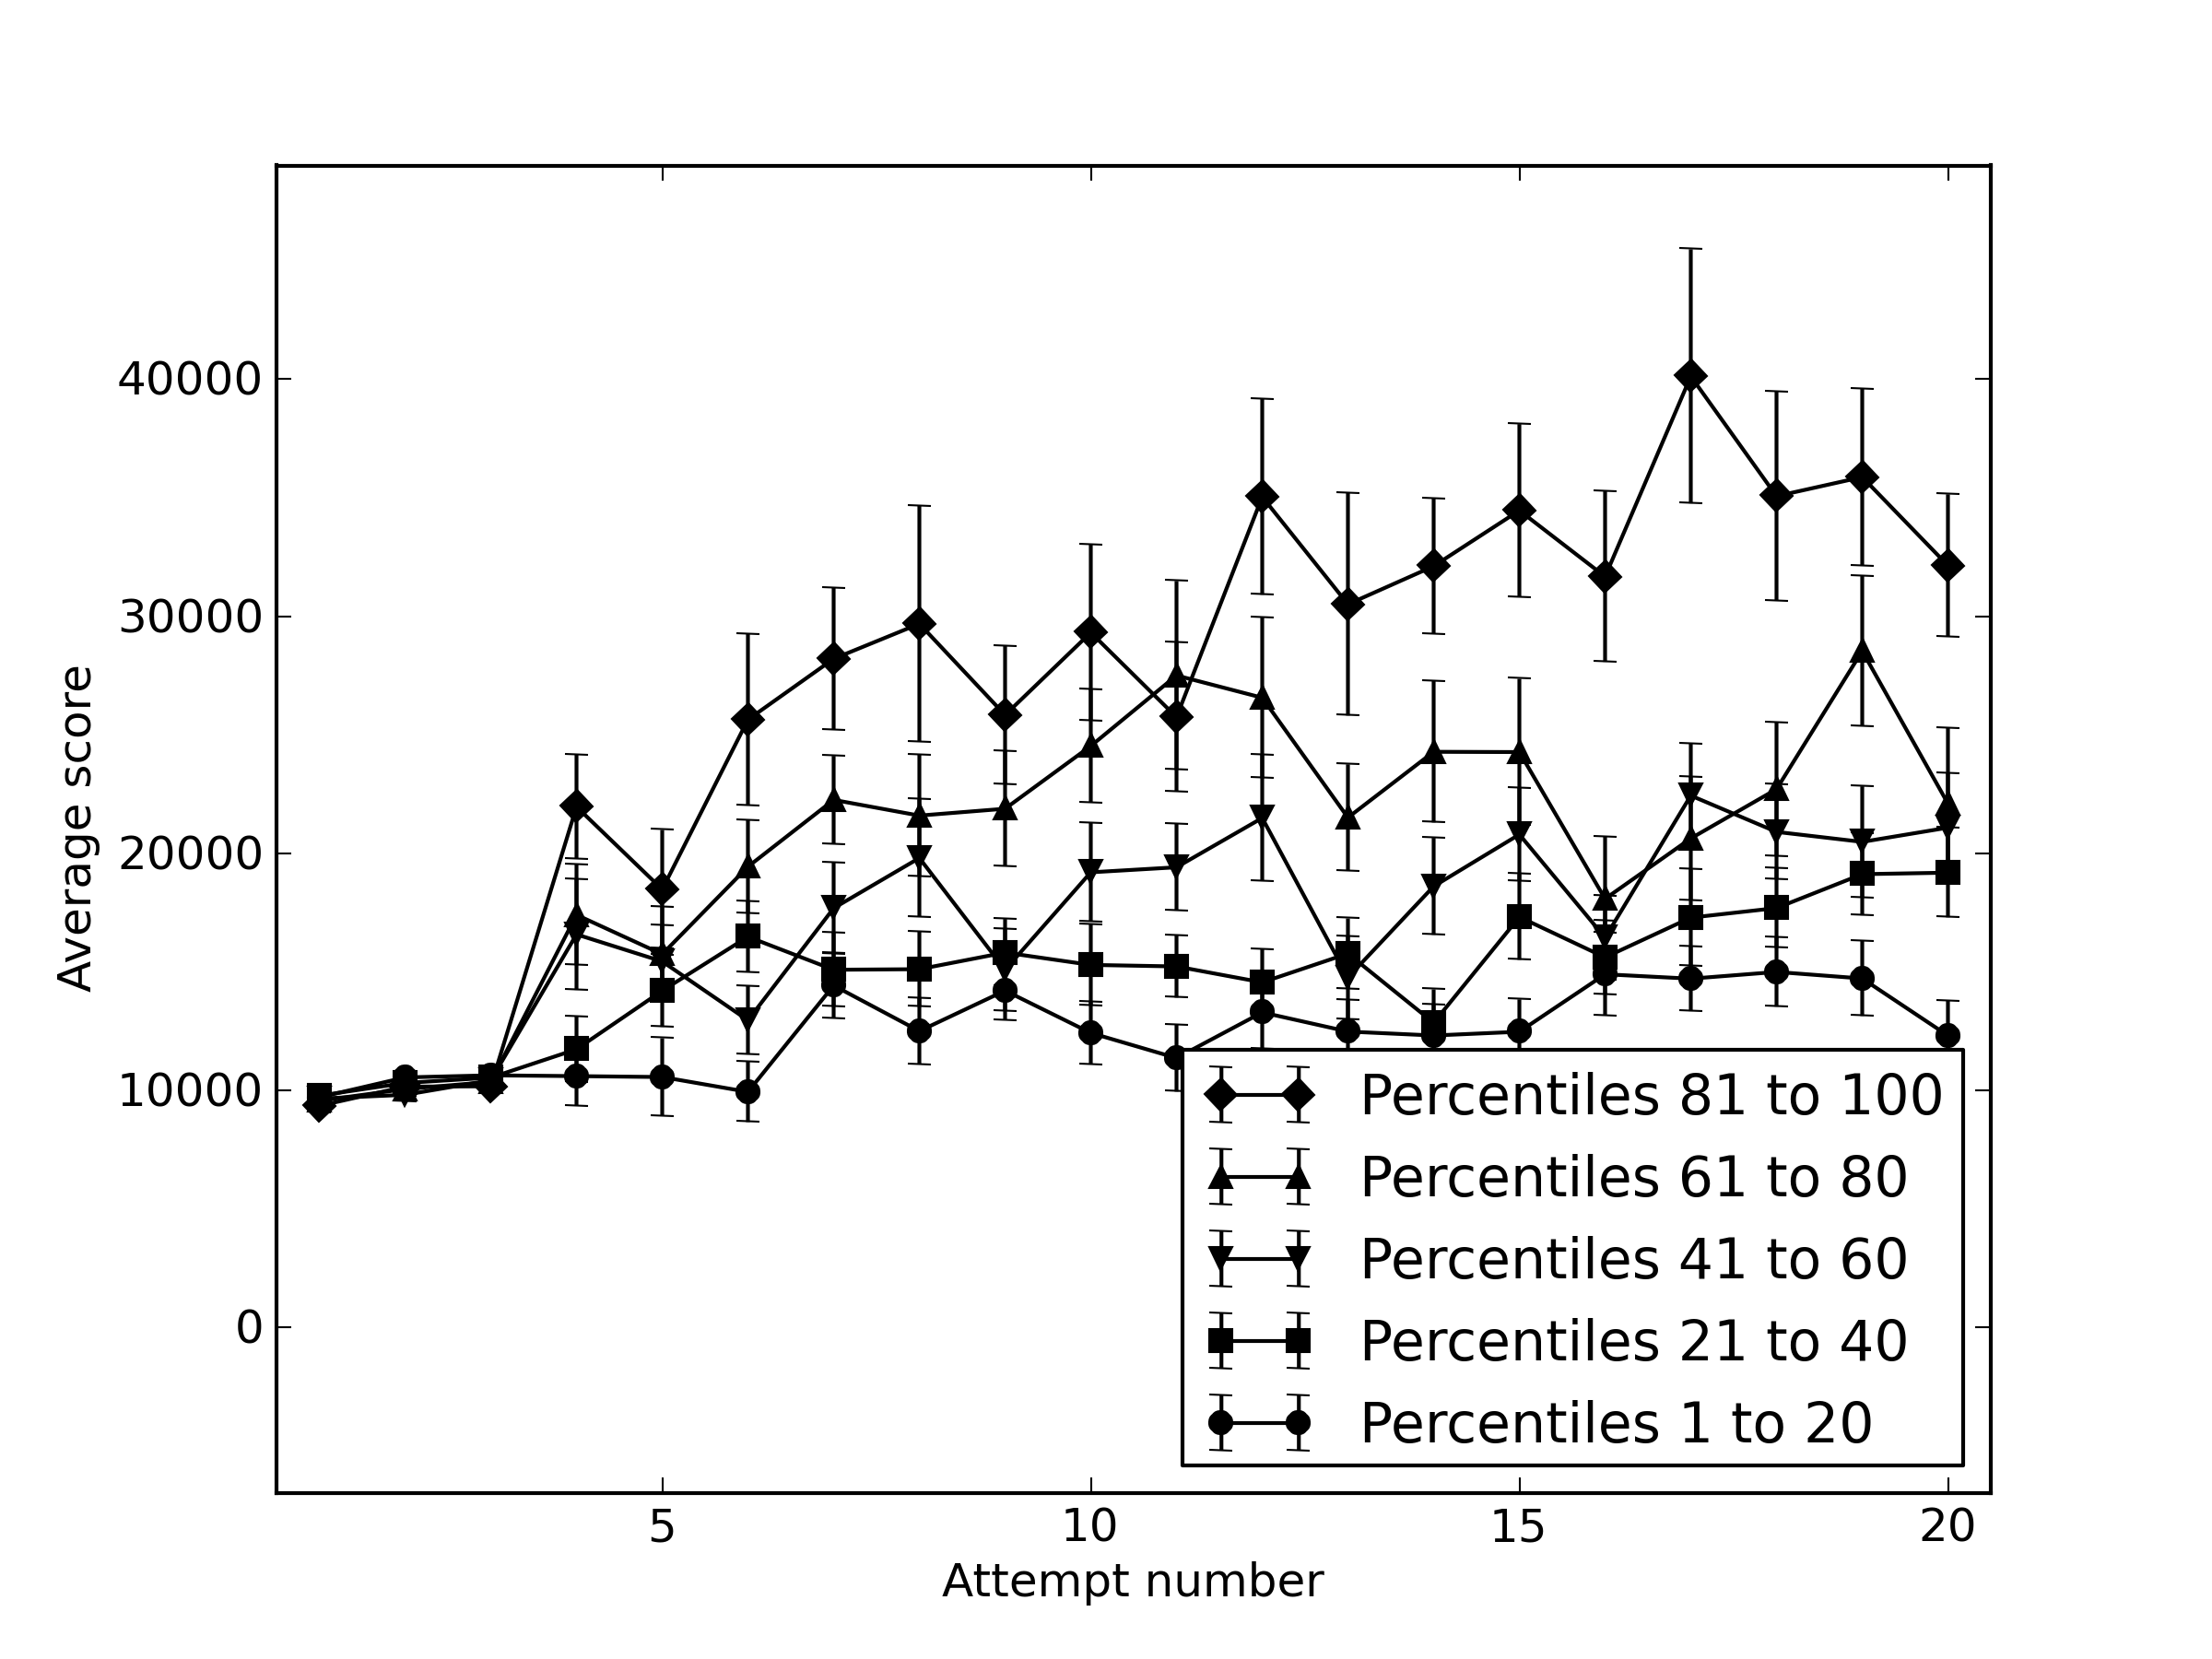 40000
30000
20000
10000
0
Average score
5
10
15
20
Attempt number
Percentiles 81 to 100
Percentiles 61 to 80
Percentiles 41 to 60
Percentiles 21 to 40
Percentiles 1 to 20